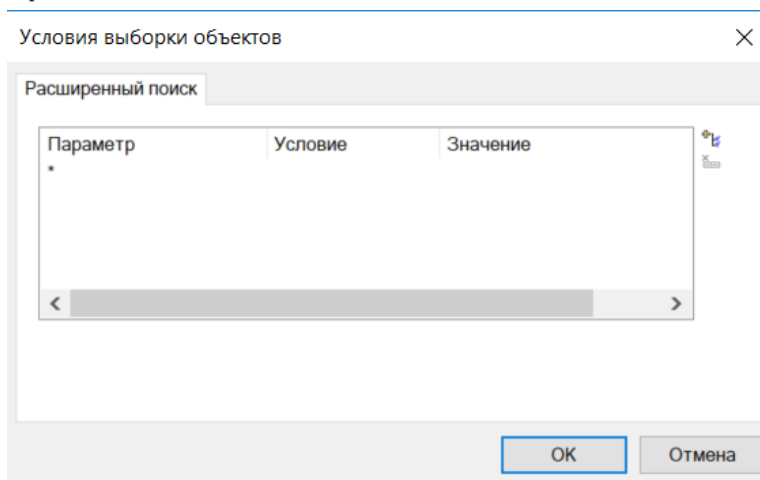 Условия выборки объектов
Расширенный поиск
Параметр Условие Значение
*
OK Отмена